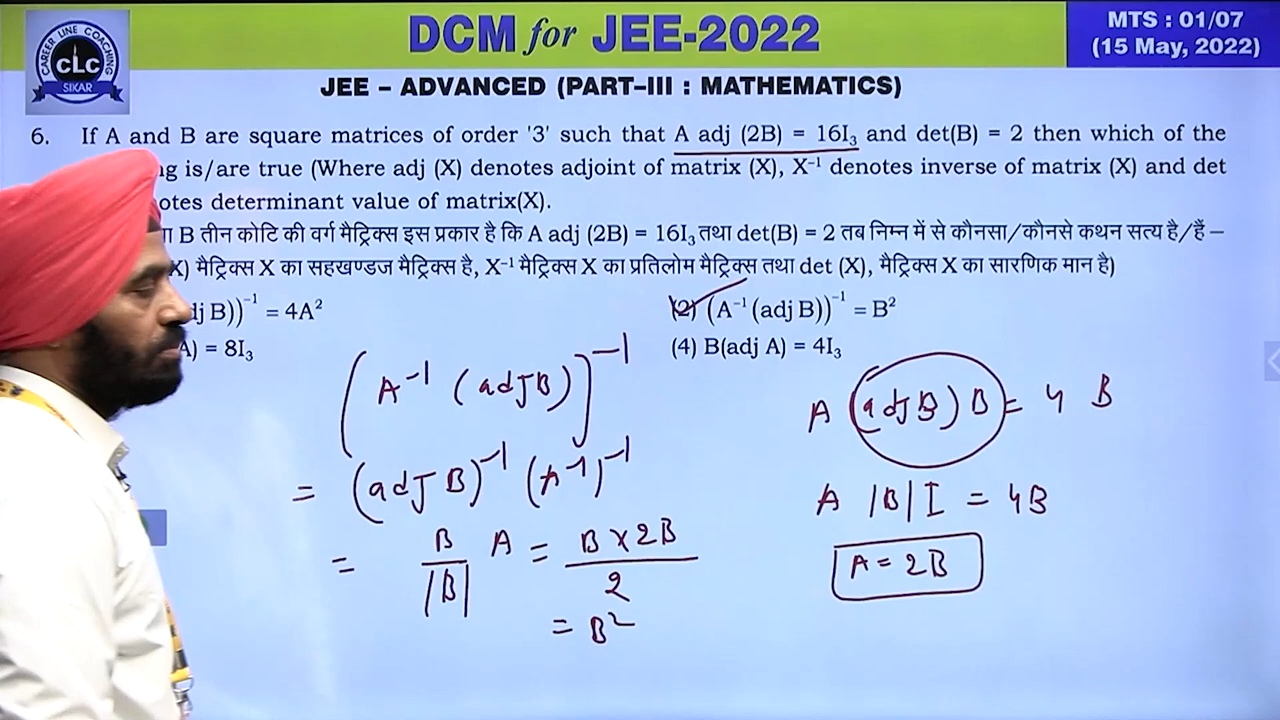 DCM for JEE-2022
MTS : 01/07
(15 May, 2022)
CAREER LINE COACHING
CLC
SIKAR
JEE – ADVANCED (PART–III : MATHEMATICS)
6. If A and B are square matrices of order '3' such that A adj (2B) = 16I₃ and det(B) = 2 then which of the
ng is/are true (Where adj (X) denotes adjoint of matrix (X), X⁻¹ denotes inverse of matrix (X) and det
otes determinant value of matrix(X).
B तीन कोटि की वर्ग मैट्रिक्स इस प्रकार है कि A adj (2B) = 16I₃ तथा det(B) = 2 तब निम्न में से कौनसा/कौनसे कथन सत्य है/हैं –
X) मैट्रिक्स X का सहखण्डज मैट्रिक्स है, X⁻¹ मैट्रिक्स X का प्रतिलोम मैट्रिक्स तथा det (X), मैट्रिक्स X का सारणिक मान है)
dj B))⁻¹ = 4A²
(2) (A⁻¹ (adj B))⁻¹ = B²
A) = 8I₃
(4) B(adj A) = 4I₃
(A⁻¹ (adjB))⁻¹
= (adj B)⁻¹ (A⁻¹)⁻¹
= B/|B| A = B×2B/2
= B²
A (adjB) B = 4 B
A |B| I = 4B
A = 2B